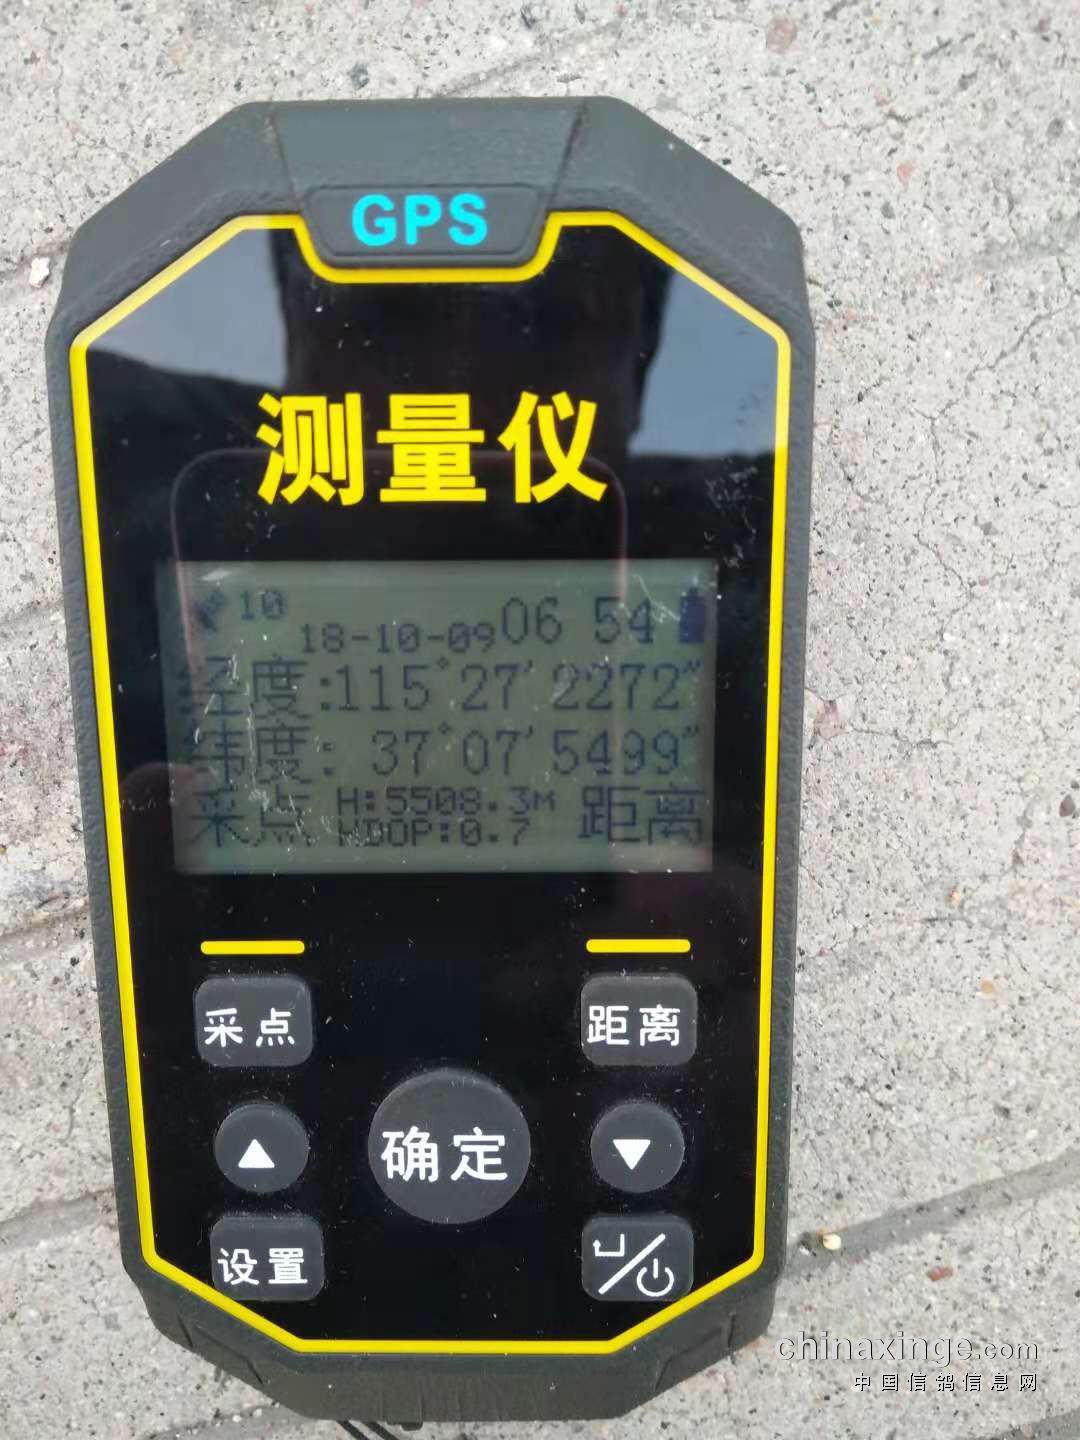 GPS
测量仪
10
18-10-09 06 54
经度:115°27'2272"
纬度: 37°07'5499"
采点 H:5508.3M 距离
HDOP:0.7
采点 距离
确定
设置
chinaxinge.com
中国信鸽信息网